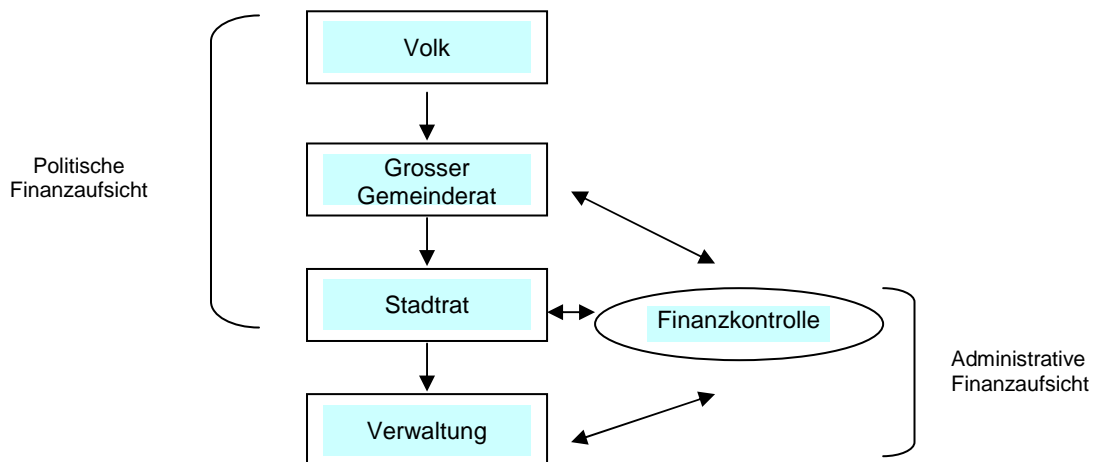 Volk
Politische
Finanzaufsicht
Grosser
Gemeinderat
Stadtrat
Finanzkontrolle
Administrative
Finanzaufsicht
Verwaltung